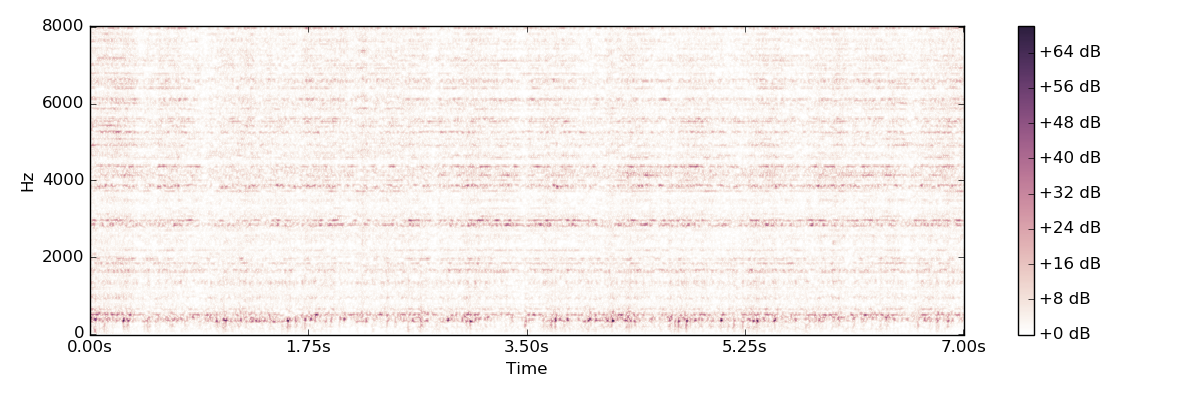 8000
6000
4000
2000
0
Hz
0.00s 1.75s 3.50s 5.25s 7.00s
Time
+64 dB
+56 dB
+48 dB
+40 dB
+32 dB
+24 dB
+16 dB
+8 dB
+0 dB